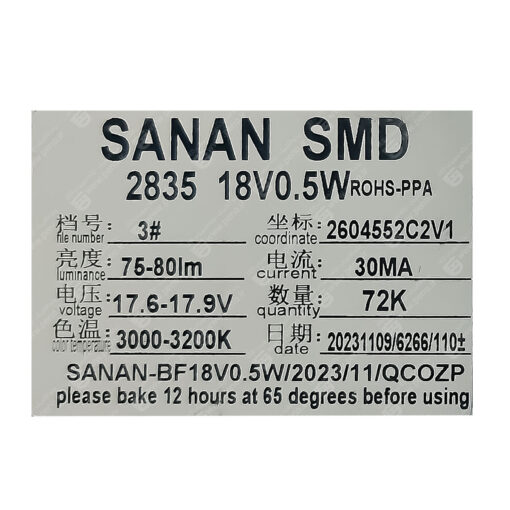 SANAN SMD
2835 18V0.5W ROHS-PPA
档号: file number 3# 坐标: coordinate 2604552C2V1
亮度: luminance 75-80lm 电流: current 30MA
电压: voltage 17.6-17.9V 数量: quantity 72K
色温: color temperature 3000-3200K 日期: date 20231109/6266/110±
SANAN-BF18V0.5W/2023/11/QCOZP
please bake 12 hours at 65 degrees before using